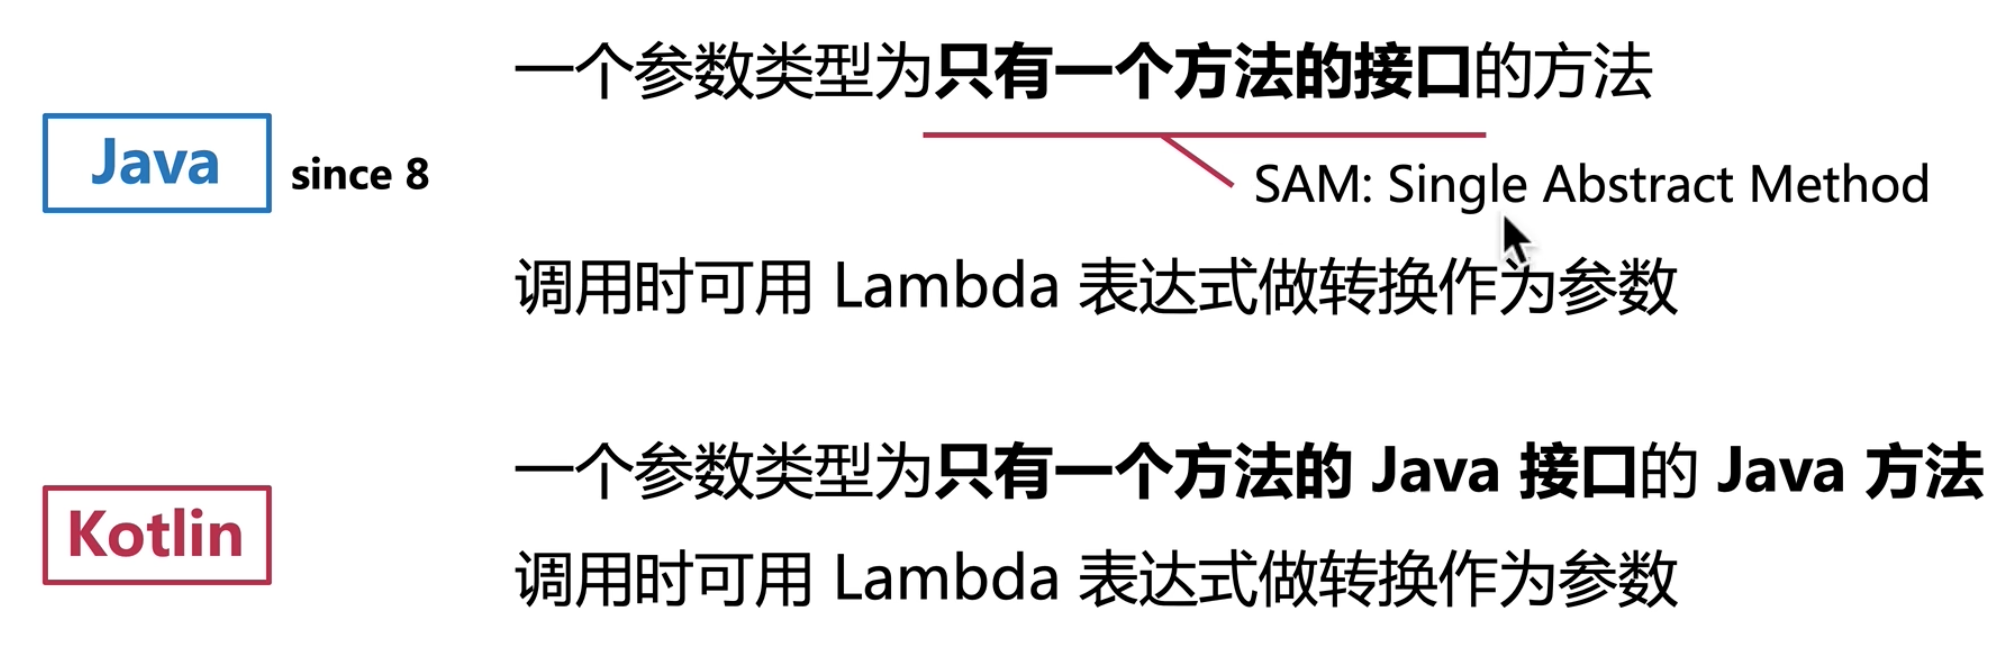 一个参数类型为只有一个方法的接口的方法
Java since 8
SAM: Single Abstract Method
调用时可用 Lambda 表达式做转换作为参数
一个参数类型为只有一个方法的 Java 接口的 Java 方法
Kotlin
调用时可用 Lambda 表达式做转换作为参数